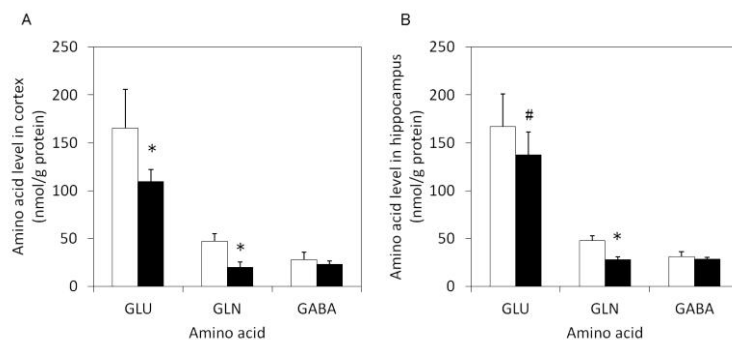 A
Amino acid level in cortex
(nmol/g protein)
250
200
150
100
50
0
*
*
GLU GLN GABA
Amino acid
B
Amino acid level in hippocampus
(nmol/g protein)
250
200
150
100
50
0
#
*
GLU GLN GABA
Amino acid